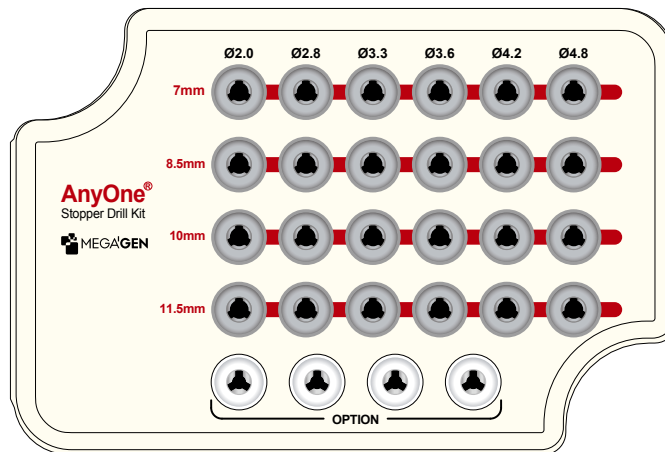 Ø2.0 Ø2.8 Ø3.3 Ø3.6 Ø4.2 Ø4.8
7mm
8.5mm
AnyOne®
Stopper Drill Kit
MEGA'GEN
10mm
11.5mm
OPTION